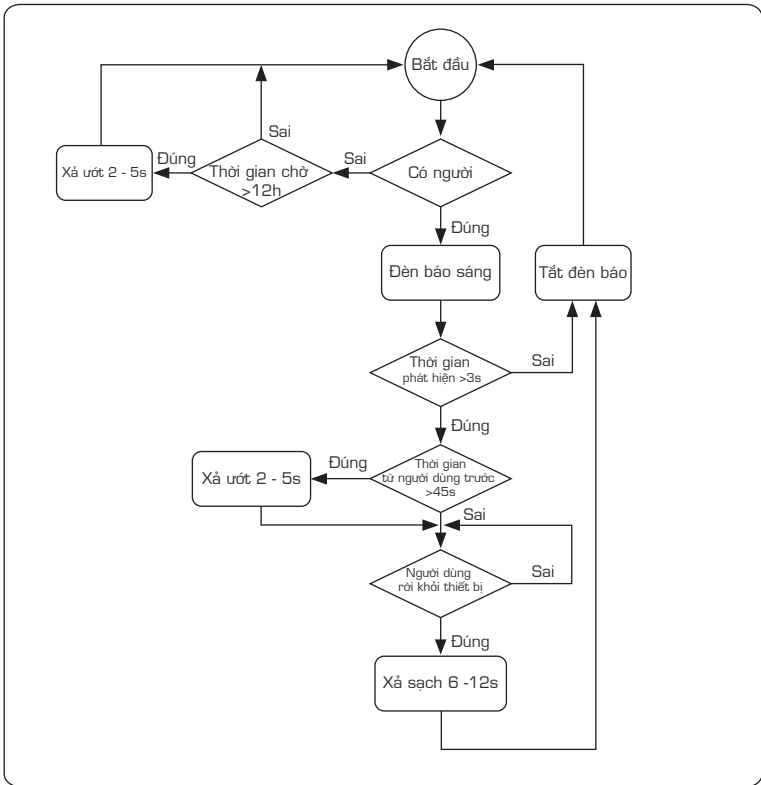 Bắt đầu
Sai
Đúng
Sai
Xả ướt 2 - 5s
Thời gian chờ
>12h
Có người
Đúng
Đèn báo sáng
Tắt đèn báo
Thời gian
phát hiện >3s
Sai
Đúng
Thời gian
từ người dùng trước
>45s
Đúng
Xả ướt 2 - 5s
Sai
Người dùng
rời khỏi thiết bị
Sai
Đúng
Xả sạch 6 -12s